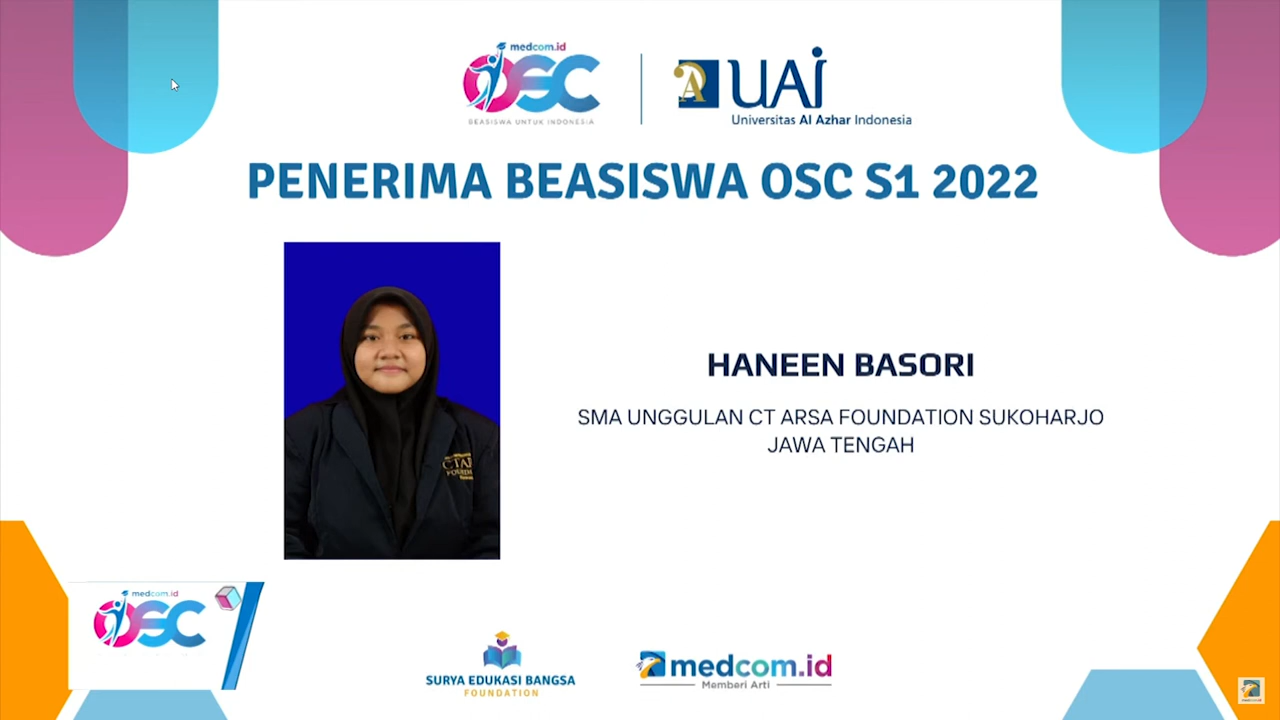 medcom.id
OSC
BEASISWA UNTUK INDONESIA
UAI
Universitas Al Azhar Indonesia
PENERIMA BEASISWA OSC S1 2022
HANEEN BASORI
SMA UNGGULAN CT ARSA FOUNDATION SUKOHARJO
JAWA TENGAH
medcom.id
OSC
SURYA EDUKASI BANGSA
FOUNDATION
medcom.id
Memberi Arti